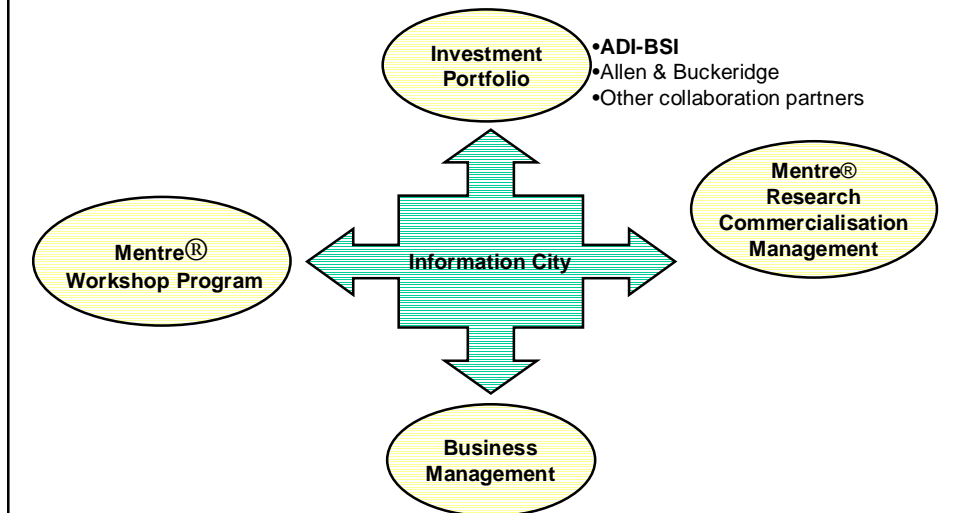 Investment
Portfolio
•ADI-BSI
•Allen & Buckeridge
•Other collaboration partners
Mentre®
Research
Commercialisation
Management
Mentre®
Workshop Program
Information City
Business
Management